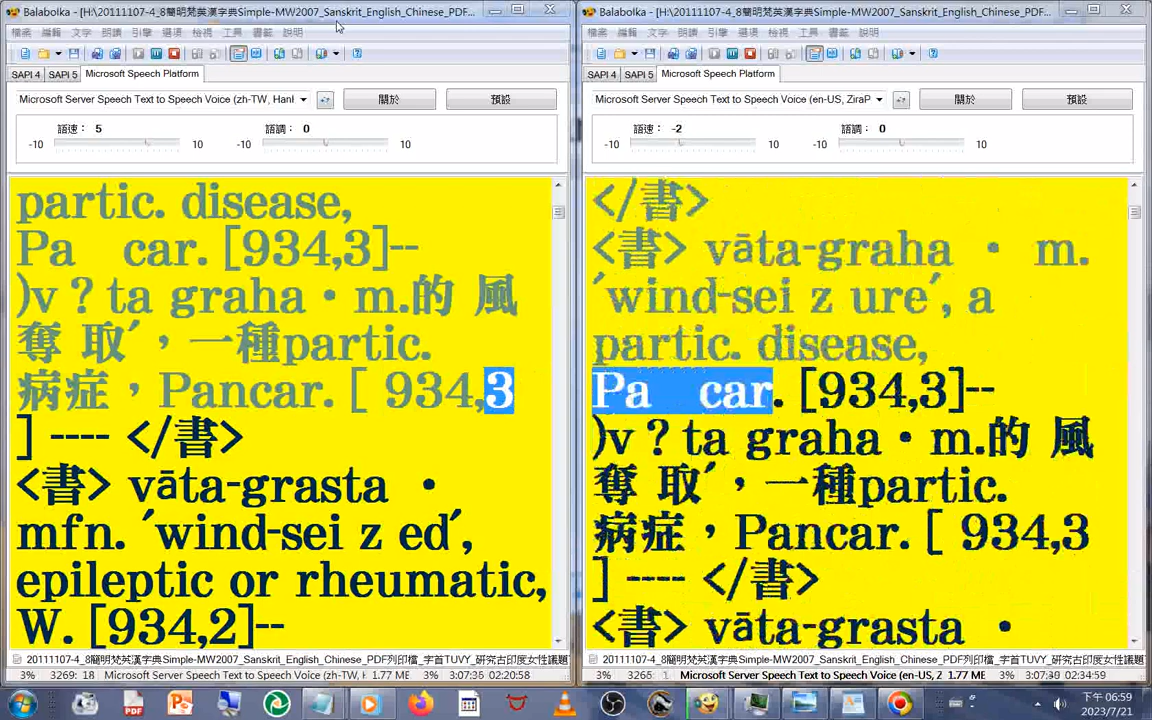 Balabolka - [H:\20111107-4_8簡明梵英漢字典Simple-MW2007_Sanskrit_English_Chinese_PDF...
檔案 編輯 文字 朗讀 引擎 選項 檢視 工具 書籤 說明
SAPI 4 SAPI 5 Microsoft Speech Platform
Microsoft Server Speech Text to Speech Voice (zh-TW, Hanl 關於 預設
語速： 5 語調： 0
-10 10 -10 10
partic. disease,
Pa car. [934,3]--
)v？ta graha・m.的 風
奪 取ˊ，一種partic.
病症，Pancar. [ 934,3
] ---- </書>
<書> vāta-grasta ・
mfn. ˊwind-sei z edˊ,
epileptic or rheumatic,
W. [934,2]--
20111107-4_8簡明梵英漢字典Simple-MW2007_Sanskrit_English_Chinese_PDF列印檔_字首TUVY_研究古印度女性議題
3% 3269: 18 Microsoft Server Speech Text to Speech Voice (zh-TW, H 1.77 MB 3% 3:07:35 02:20:58
Balabolka - [H:\20111107-4_8簡明梵英漢字典Simple-MW2007_Sanskrit_English_Chinese_PDF...
檔案 編輯 文字 朗讀 引擎 選項 檢視 工具 書籤 說明
SAPI 4 SAPI 5 Microsoft Speech Platform
Microsoft Server Speech Text to Speech Voice (en-US, ZiraP 關於 預設
語速： -2 語調： 0
-10 10 -10 10
</書>
<書> vāta-graha ・ m.
ˊwind-sei z ureˊ, a
partic. disease,
Pa car. [934,3]--
)v？ta graha・m.的 風
奪 取ˊ，一種partic.
病症，Pancar. [ 934,3
] ---- </書>
<書> vāta-grasta ・
20111107-4_8簡明梵英漢字典Simple-MW2007_Sanskrit_English_Chinese_PDF列印檔_字首TUVY_研究古印度女性議題
3% 3265: Microsoft Server Speech Text to Speech Voice (en-US, Z 1.77 MB 3% 3:07:39 02:34:59
下午 06:59
2023/7/21